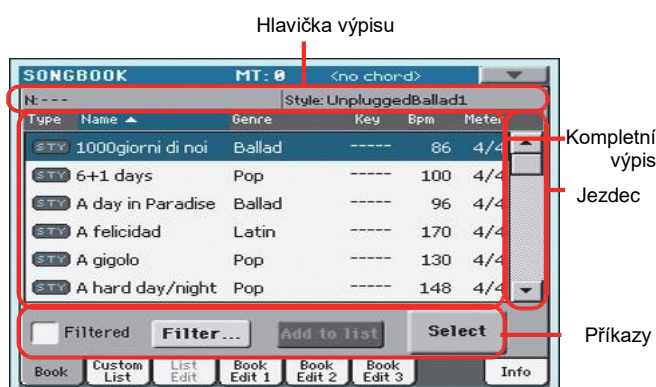 Hlavička výpisu
SONGBOOK MT: 0 <no chord>
N:--- Style: UnpluggedBallad1
Type Name Genre Key Bpm Meter
STY 1000giorni di noi Ballad ----- 86 4/4
STY 6+1 days Pop ----- 100 4/4
STY A day in Paradise Ballad ----- 96 4/4
STY A felicidad Latin ----- 170 4/4
STY A gigolo Pop ----- 130 4/4
STY A hard day/night Pop ----- 148 4/4
Kompletní
výpis
Jezdec
Filtered Filter... Add to list Select
Příkazy
Book Custom List List Edit Book Edit 1 Book Edit 2 Book Edit 3 Info